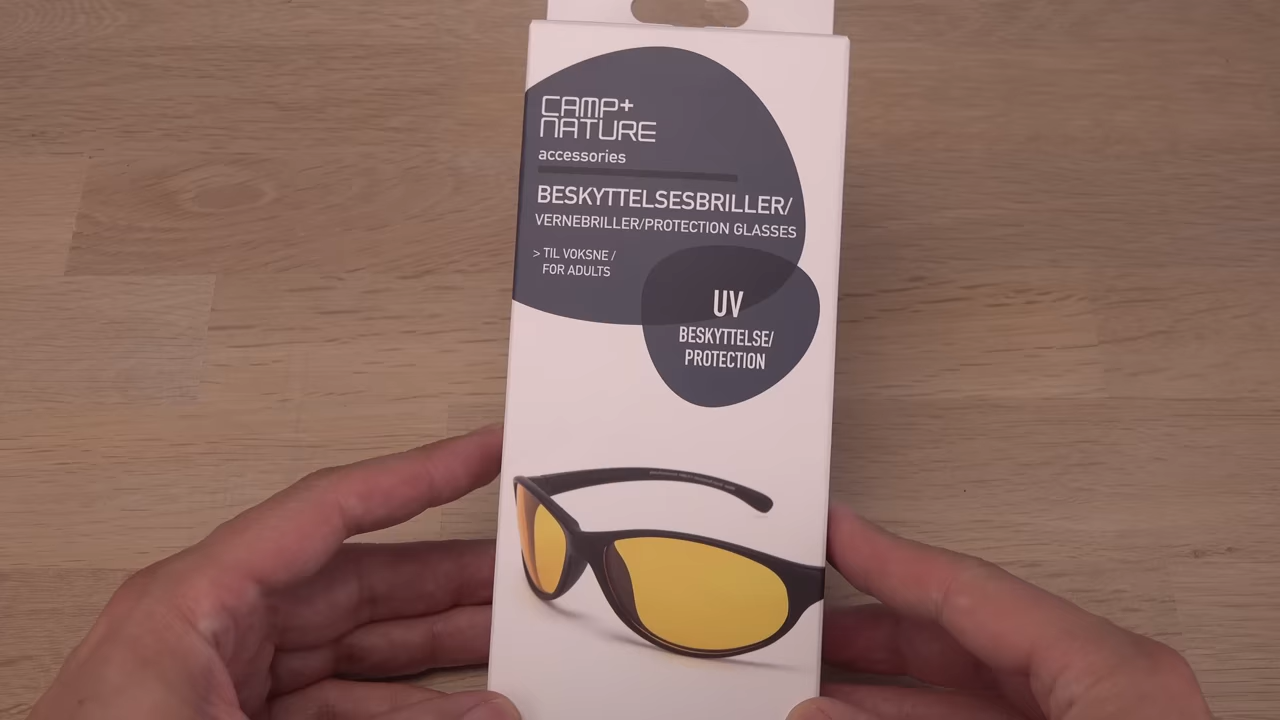 CAMP+
NATURE
accessories
BESKYTTELSESBRILLER/
VERNEBRILLER/PROTECTION GLASSES
> TIL VOKSNE /
FOR ADULTS
UV
BESKYTTELSE/
PROTECTION